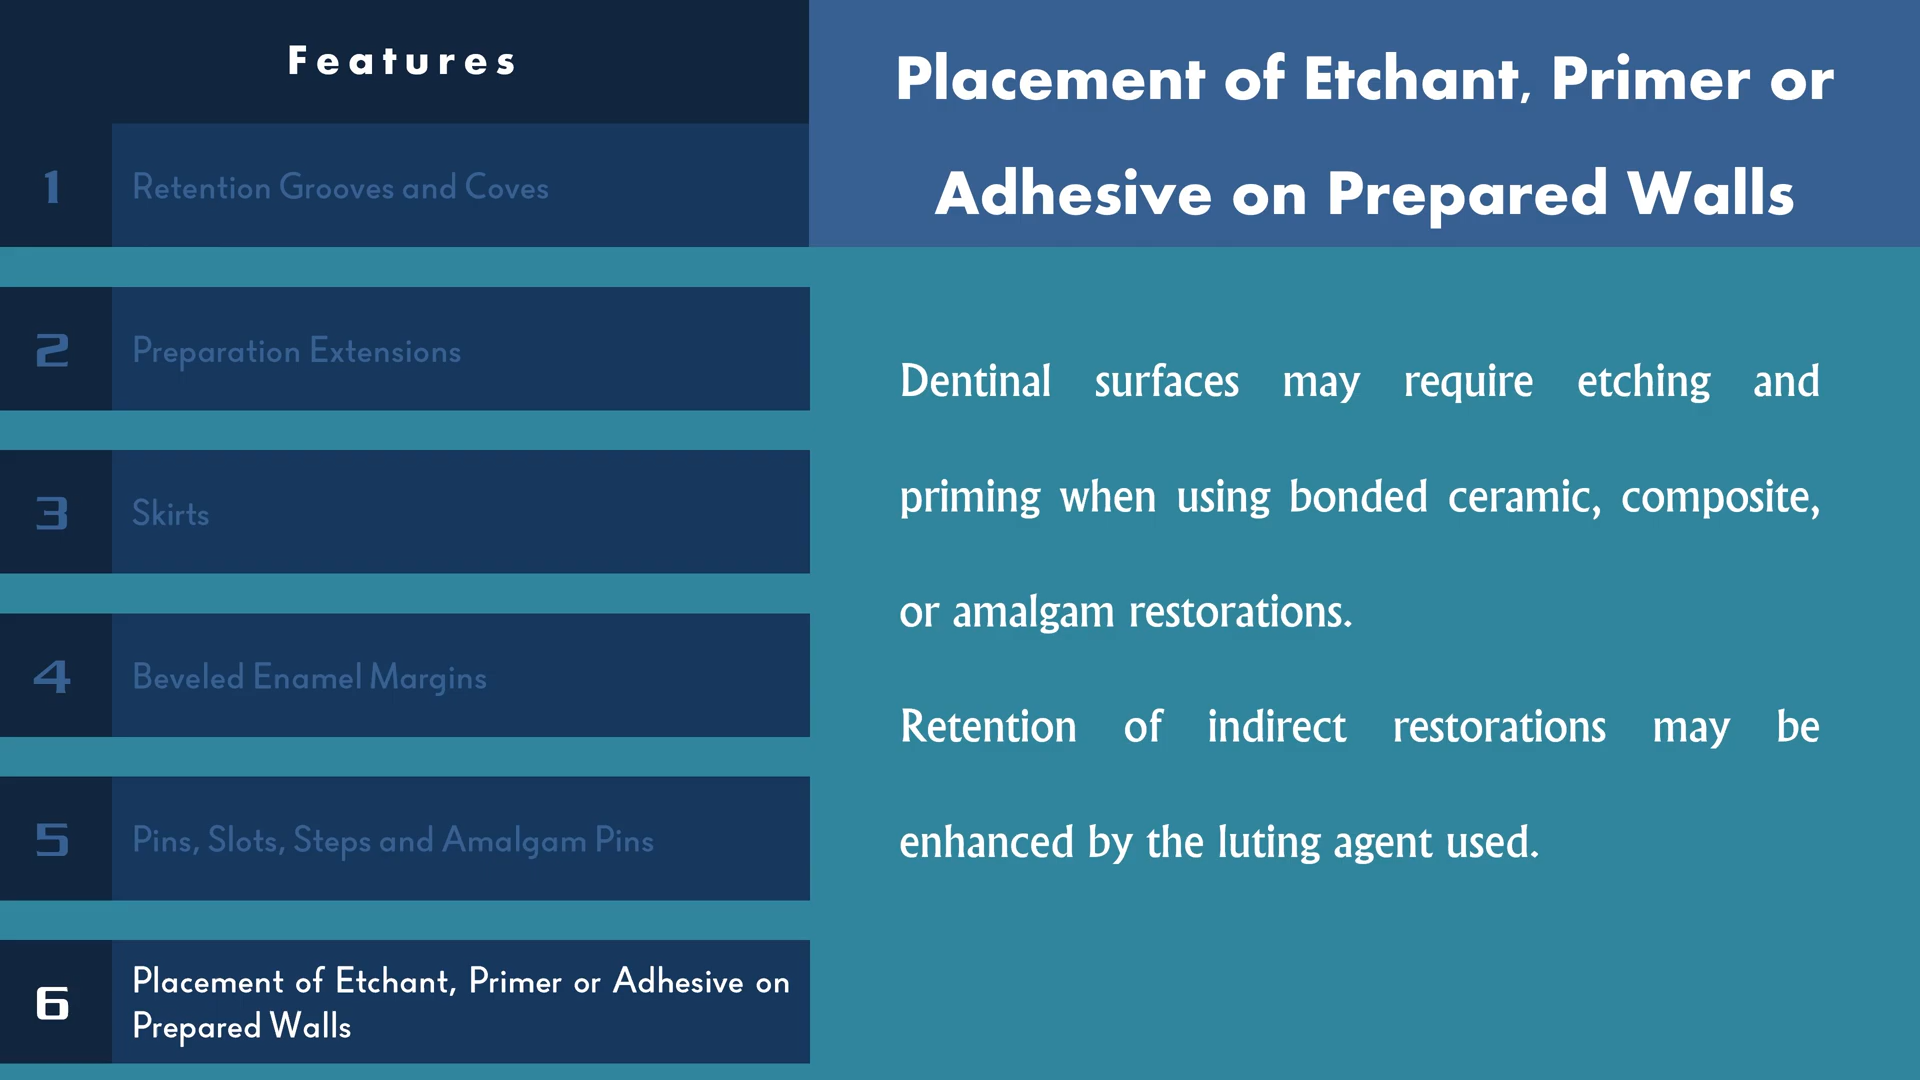 Features
1
Retention Grooves and Coves
2
Preparation Extensions
3
Skirts
4
Beveled Enamel Margins
5
Pins, Slots, Steps and Amalgam Pins
6
Placement of Etchant, Primer or Adhesive on
Prepared Walls
Placement of Etchant, Primer or
Adhesive on Prepared Walls
Dentinal surfaces may require etching and
priming when using bonded ceramic, composite,
or amalgam restorations.
Retention of indirect restorations may be
enhanced by the luting agent used.